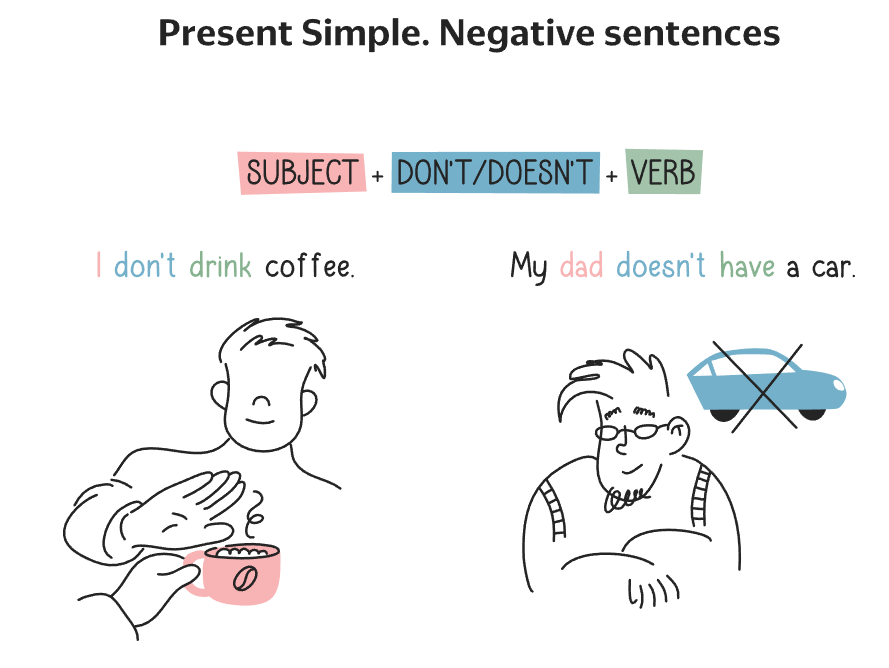 Present Simple. Negative sentences
SUBJECT + DON'T/DOESN'T + VERB
I don't drink coffee.
My dad doesn't have a car.